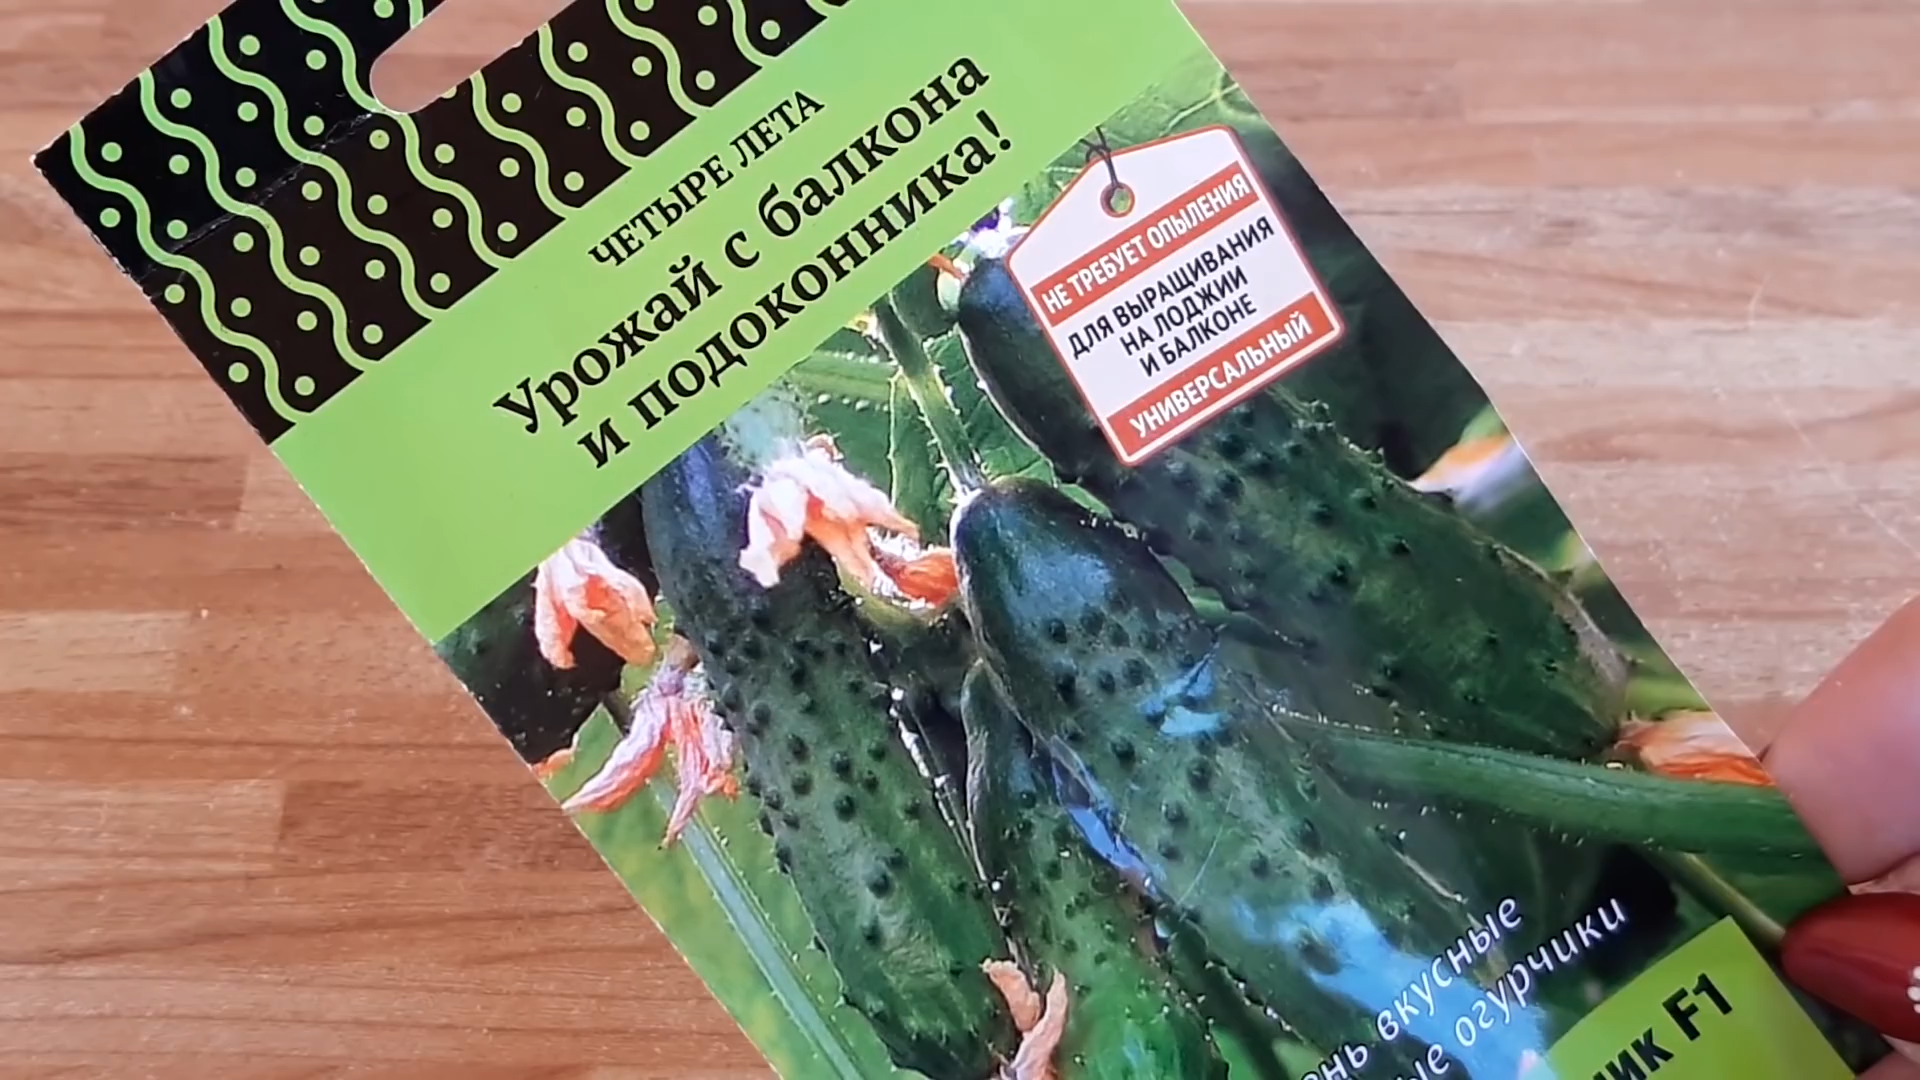 ЧЕТЫРЕ ЛЕТА
Урожай с балкона
и подоконника!
НЕ ТРЕБУЕТ ОПЫЛЕНИЯ
ДЛЯ ВЫРАЩИВАНИЯ
НА ЛОДЖИИ
И БАЛКОНЕ
УНИВЕРСАЛЬНЫЙ
вкусные
огурчики
F1